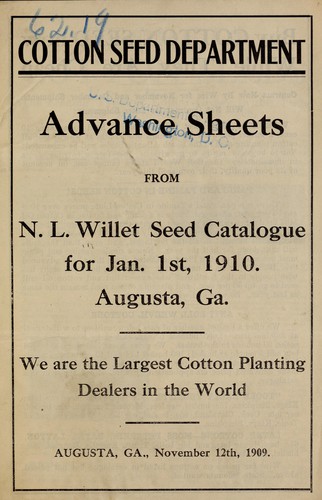 62.19
COTTON SEED DEPARTMENT
Advance Sheets
Washington, D. C.
FROM
N. L. Willet Seed Catalogue
for Jan. 1st, 1910.
Augusta, Ga.
We are the Largest Cotton Planting
Dealers in the World
AUGUSTA, GA., November 12th, 1909.